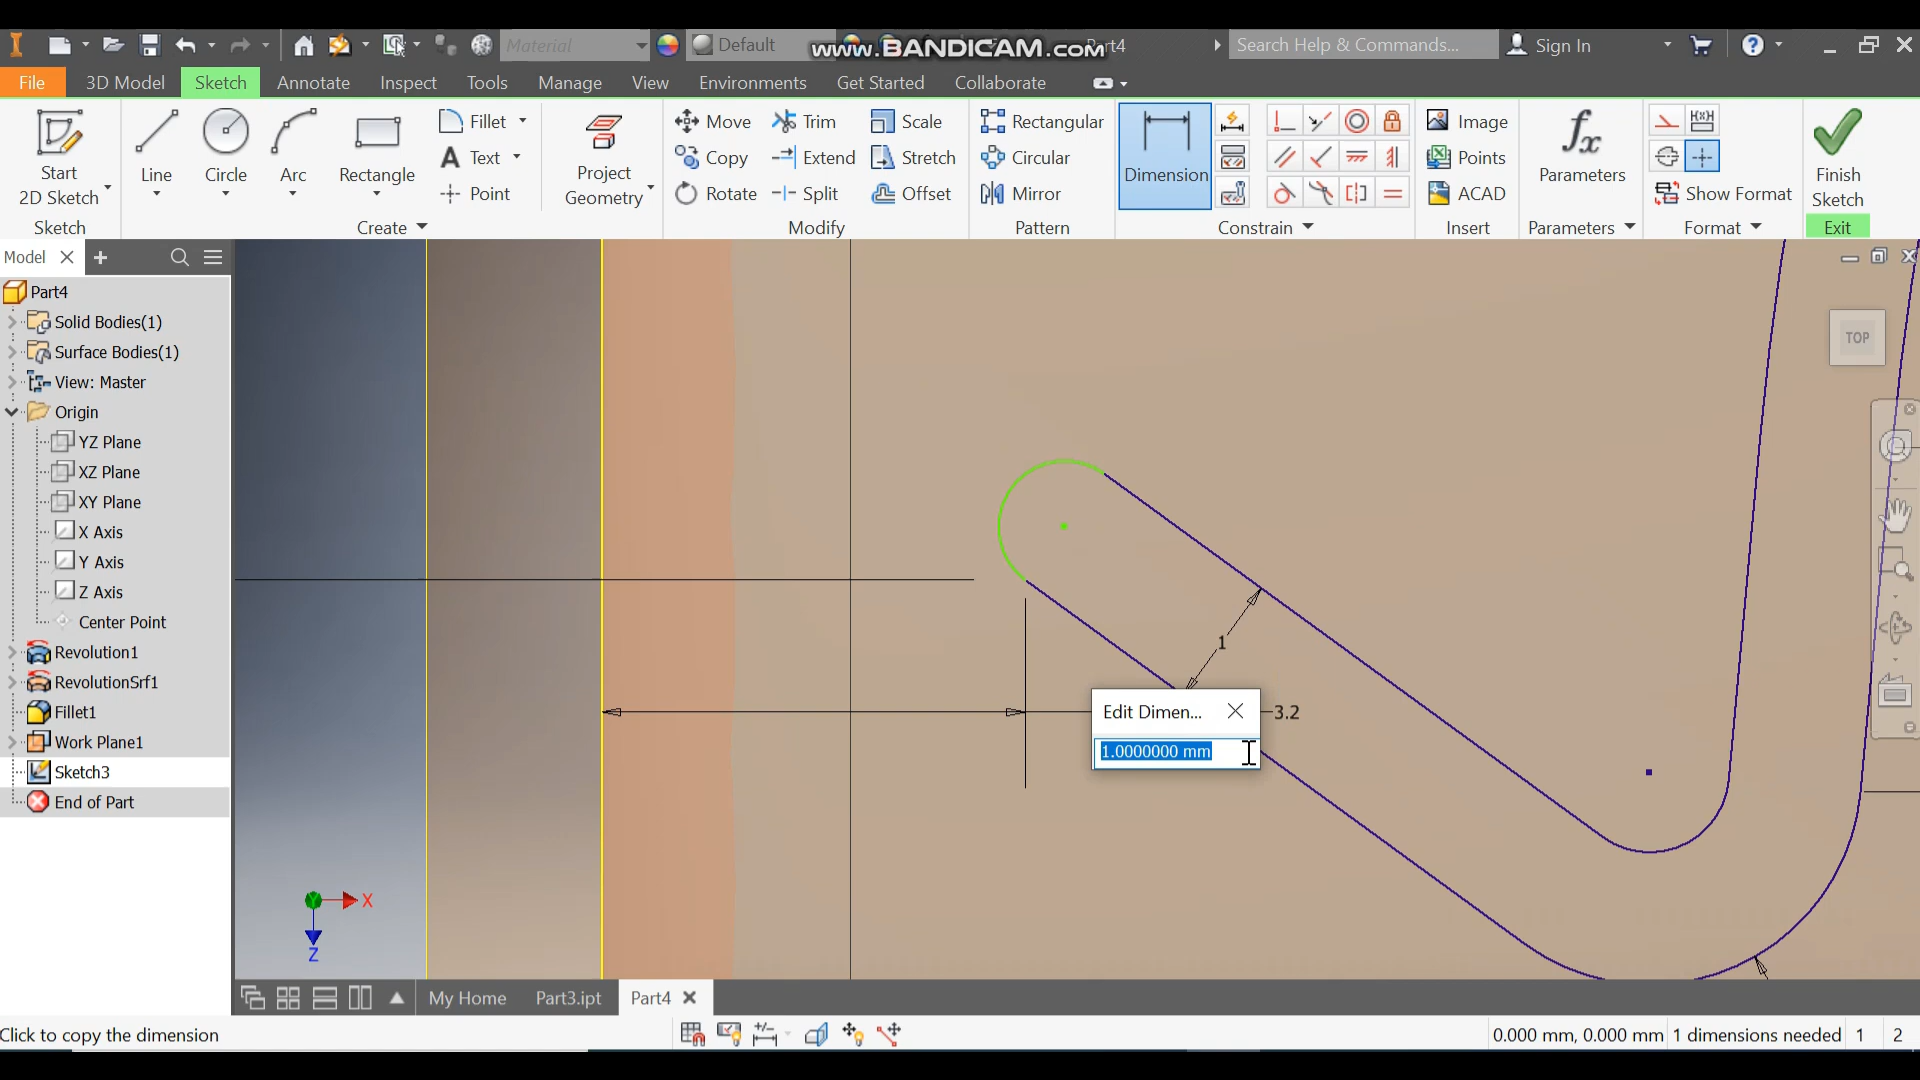 Material
Default
www.BANDICAM.com
Part4
Search Help & Commands...
Sign In
File
3D Model
Sketch
Annotate
Inspect
Tools
Manage
View
Environments
Get Started
Collaborate
Start
2D Sketch
Line
Circle
Arc
Rectangle
Fillet
Text
Point
Project
Geometry
Move
Copy
Rotate
Trim
Extend
Split
Scale
Stretch
Offset
Rectangular
Circular
Mirror
Dimension
Image
Points
ACAD
fx
Parameters
Show Format
Finish
Sketch
Sketch
Create
Modify
Pattern
Constrain
Insert
Parameters
Format
Exit
Model
Part4
Solid Bodies(1)
Surface Bodies(1)
View: Master
Origin
YZ Plane
XZ Plane
XY Plane
X Axis
Y Axis
Z Axis
Center Point
Revolution1
RevolutionSrf1
Fillet1
Work Plane1
Sketch3
End of Part
TOP
1
3.2
Edit Dimen...
1.0000000 mm
X
Z
My Home
Part3.ipt
Part4
Click to copy the dimension
0.000 mm, 0.000 mm
1 dimensions needed
1
2